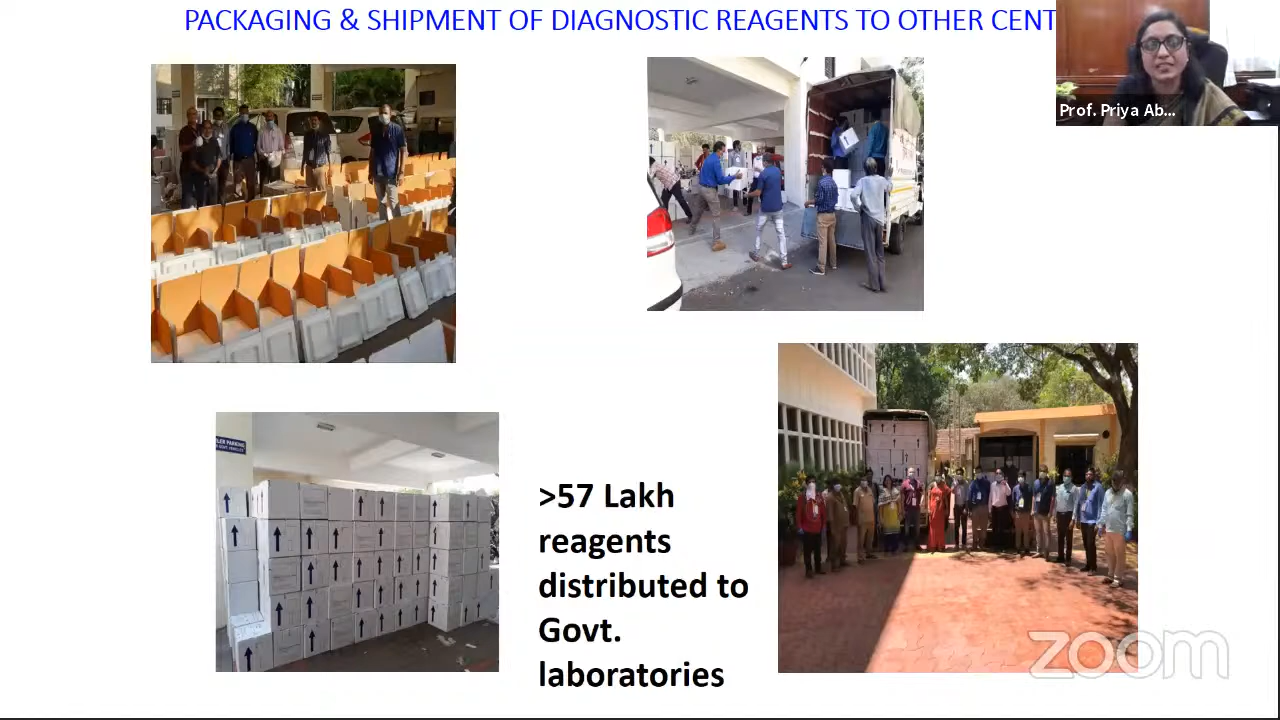 PACKAGING & SHIPMENT OF DIAGNOSTIC REAGENTS TO OTHER CENT
Prof. Priya Ab...
>57 Lakh
reagents
distributed to
Govt.
laboratories
zoom